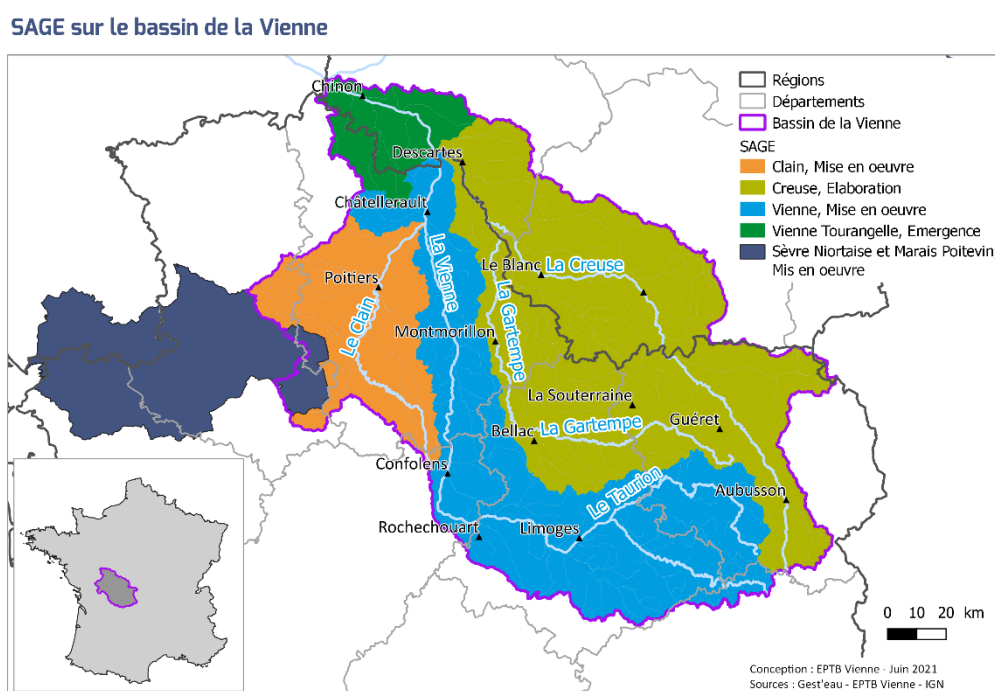 SAGE sur le bassin de la Vienne
Régions
Départements
Bassin de la Vienne
SAGE
Clain, Mise en oeuvre
Creuse, Elaboration
Vienne, Mise en oeuvre
Vienne Tourangelle, Emergence
Sèvre Niortaise et Marais Poitevin,
Mis en oeuvre
Chinon
Descartes
Châtellerault
La Vienne
Poitiers
Le Blanc
La Creuse
Le Clain
Montmorillon
La Gartempe
La Souterraine
Guéret
Bellac
La Gartempe
Confolens
Le Taurion
Aubusson
Rochechouart
Limoges
0 10 20 km
Conception : EPTB Vienne - Juin 2021
Sources : Gest'eau - EPTB Vienne - IGN